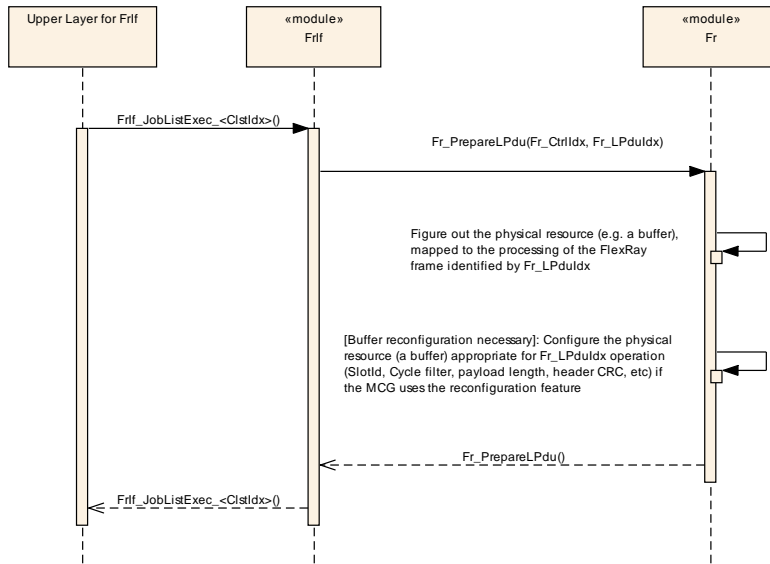 Upper Layer for FrIf
«module»
FrIf
«module»
Fr
FrIf_JobListExec_<ClstIdx>()
Fr_PrepareLPdu(Fr_CtrlIdx, Fr_LPduIdx)
Figure out the physical resource (e.g. a buffer),
mapped to the processing of the FlexRay
frame identified by Fr_LPduIdx
[Buffer reconfiguration necessary]: Configure the physical
resource (a buffer) appropriate for Fr_LPduIdx operation
(SlotId, Cycle filter, payload length, header CRC, etc) if
the MCG uses the reconfiguration feature
Fr_PrepareLPdu()
FrIf_JobListExec_<ClstIdx>()